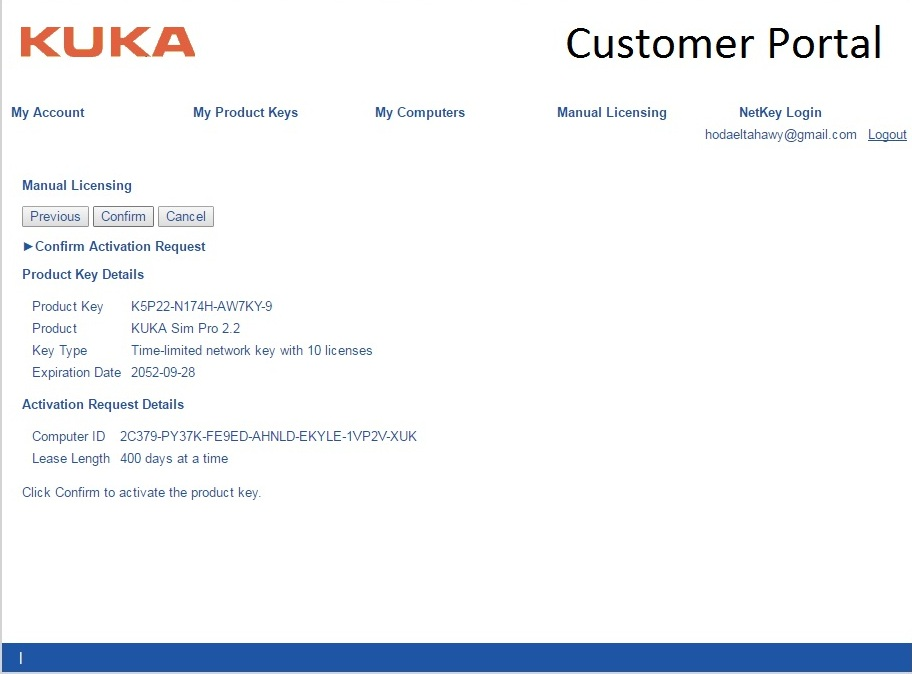 KUKA
Customer Portal
My Account My Product Keys My Computers Manual Licensing NetKey Login
hodaeltahawy@gmail.com Logout
Manual Licensing
Previous Confirm Cancel
►Confirm Activation Request
Product Key Details
Product Key K5P22-N174H-AW7KY-9
Product KUKA Sim Pro 2.2
Key Type Time-limited network key with 10 licenses
Expiration Date 2052-09-28
Activation Request Details
Computer ID 2C379-PY37K-FE9ED-AHNLD-EKYLE-1VP2V-XUK
Lease Length 400 days at a time
Click Confirm to activate the product key.
|